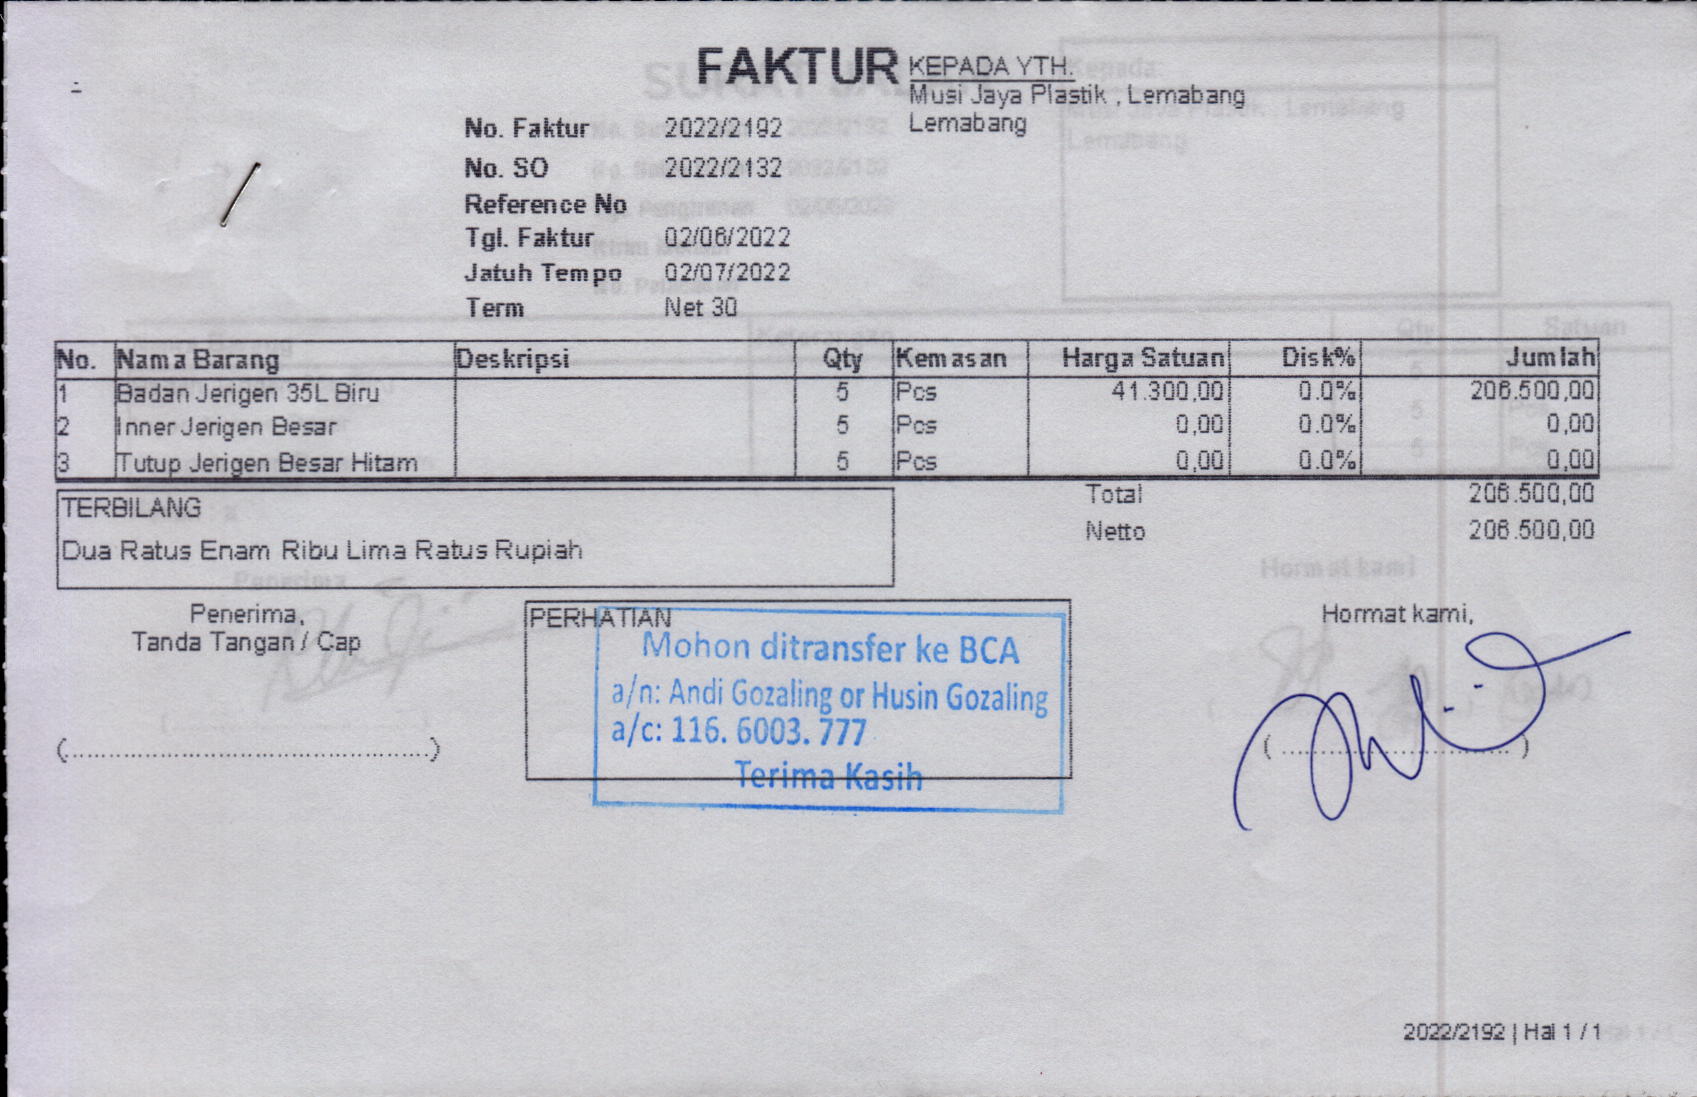 FAKTUR
KEPADA YTH.
Musi Jaya Plastik , Lemabang
Lemabang
No. Faktur 2022/2192
No. SO 2022/2132
Reference No
Tgl. Faktur 02/06/2022
Jatuh Tempo 02/07/2022
Term Net 30
No. Nama Barang Deskripsi Qty Kemasan Harga Satuan Disk% Jumlah
1 Badan Jerigen 35L Biru 5 Pcs 41.300,00 0.0% 206.500,00
2 Inner Jerigen Besar 5 Pcs 0,00 0.0% 0,00
3 Tutup Jerigen Besar Hitam 5 Pcs 0,00 0.0% 0,00
Total 206.500,00
Netto 206.500,00
TERBILANG
Dua Ratus Enam Ribu Lima Ratus Rupiah
Penerima,
Tanda Tangan / Cap
(........................................)
PERHATIAN
Mohon ditransfer ke BCA
a/n: Andi Gozaling or Husin Gozaling
a/c: 116. 6003. 777
Terima Kasih
Hormat kami,
(............................)
2022/2192 | Hal 1 / 1